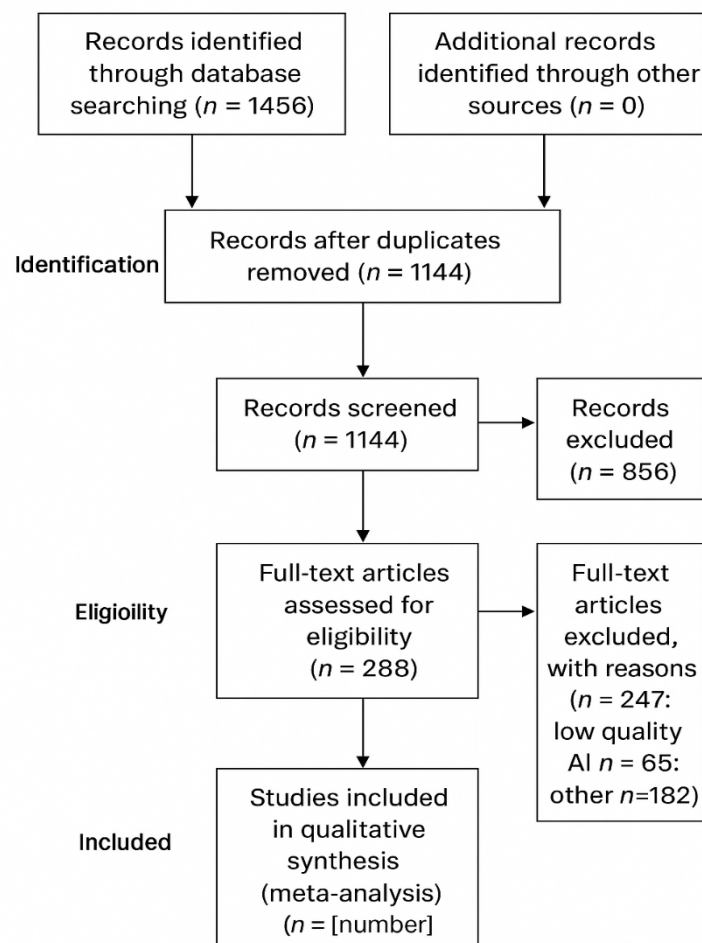 Records identified
through database
searching (n = 1456)
Additional records
identified through other
sources (n = 0)
Identification
Records after duplicates
removed (n = 1144)
Records screened
(n = 1144)
Records
excluded
(n = 856)
Eligioility
Full-text articles
assessed for
eligibility
(n = 288)
Full-text
articles
excluded,
with reasons
(n = 247:
low quality
Al n = 65:
other n=182)
Included
Studies included
in qualitative
synthesis
(meta-analysis)
(n = [number]